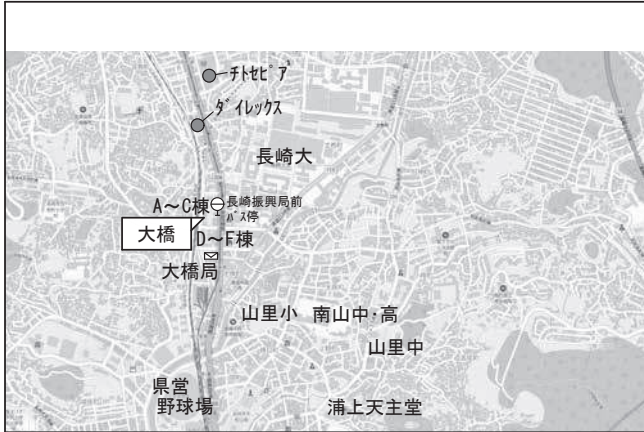 チトセピア
ダイレックス
長崎大
A～C棟
長崎振興局前
バス停
大橋
D～F棟
大橋局
山里小
南山中・高
山里中
県営
野球場
浦上天主堂